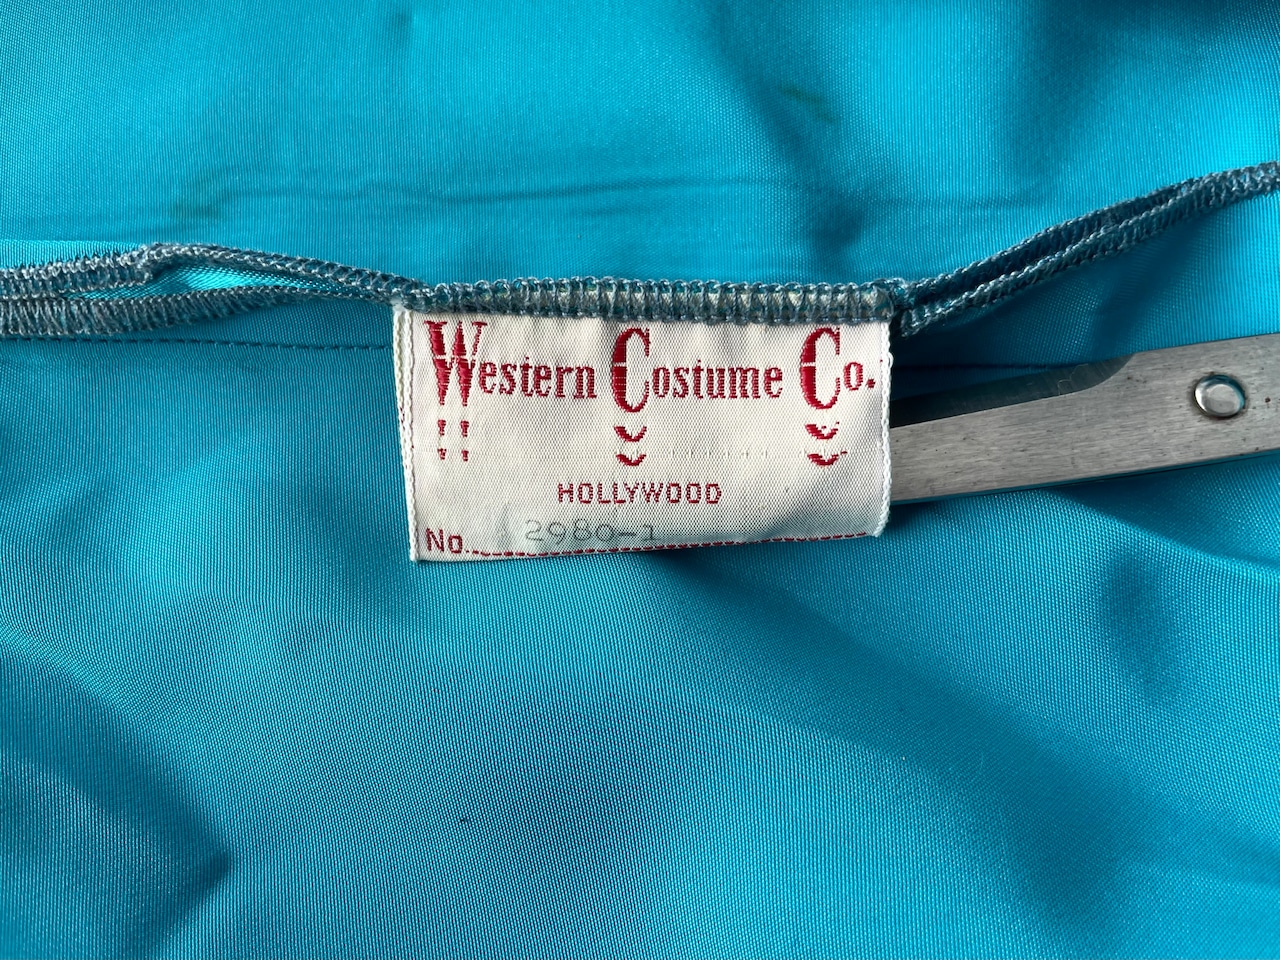 Western Costume Co.
HOLLYWOOD
No. 2980-1